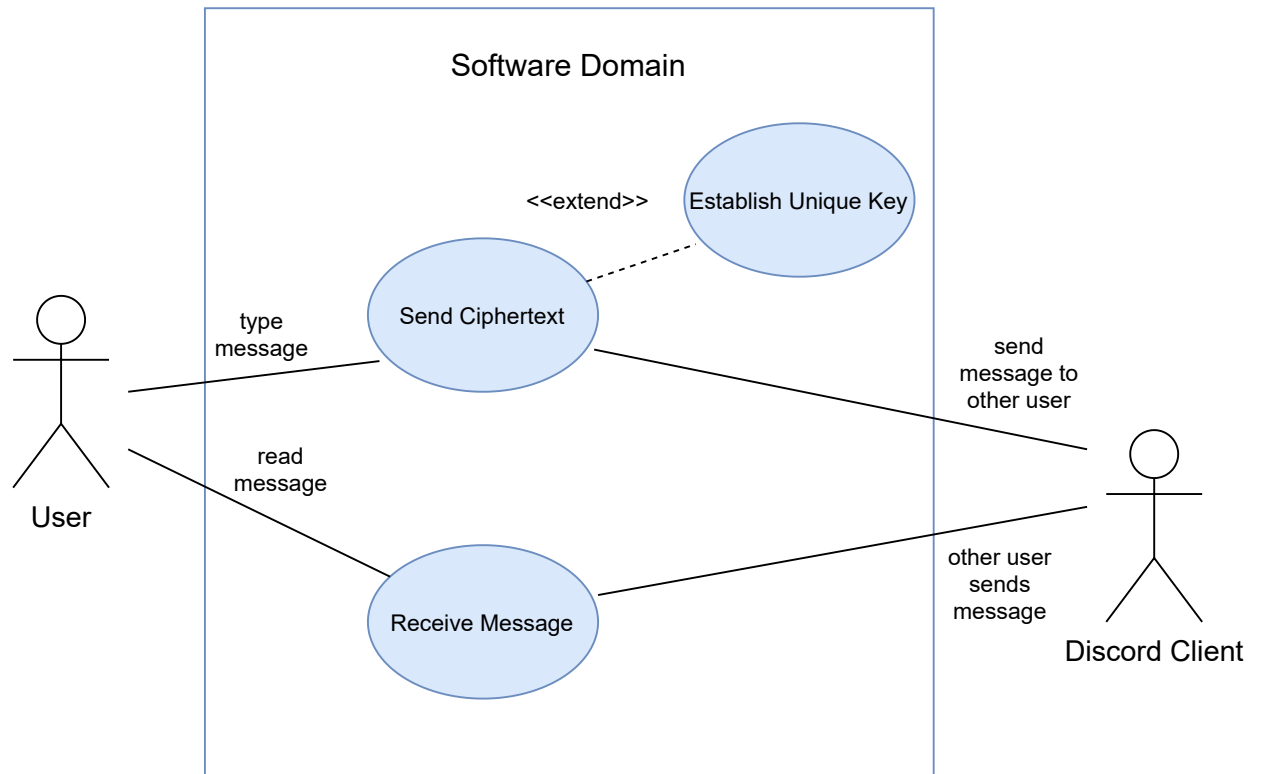 Software Domain
<<extend>>
Establish Unique Key
Send Ciphertext
type
message
send
message to
other user
read
message
User
other user
sends
message
Receive Message
Discord Client